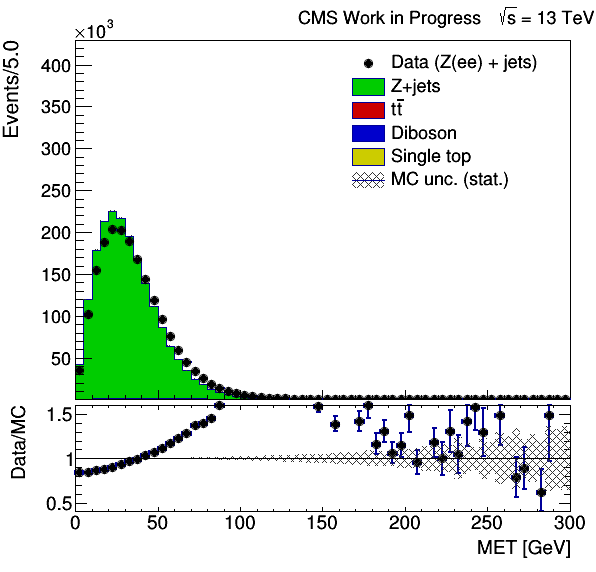 CMS Work in Progress √s = 13 TeV
×10³
Events/5.0
400
350
300
250
200
150
100
50
Data (Z(ee) + jets)
Z+jets
tt̅
Diboson
Single top
MC unc. (stat.)
Data/MC
1.5
1
0.5
0 50 100 150 200 250 300
MET [GeV]